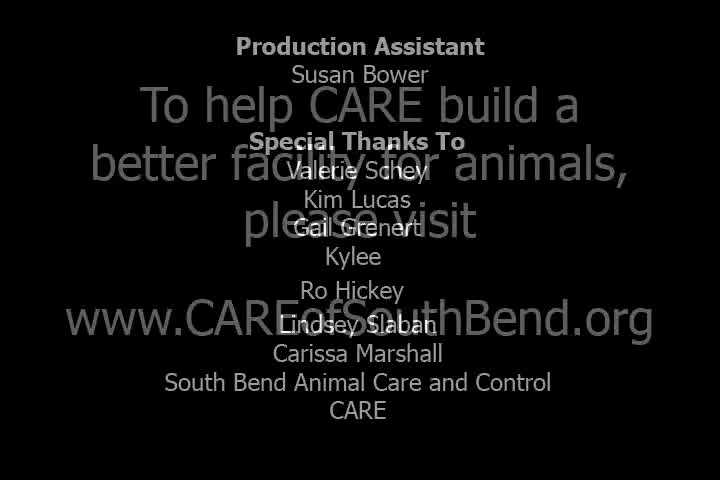 Production Assistant
Susan Bower
To help CARE build a
Special Thanks To
better facility for animals,
Valerie Schey
Kim Lucas
please visit
Gail Grenert
Kylee
Ro Hickey
www.CAREofSouthBend.org
Lindsey Slaban
Carissa Marshall
South Bend Animal Care and Control
CARE